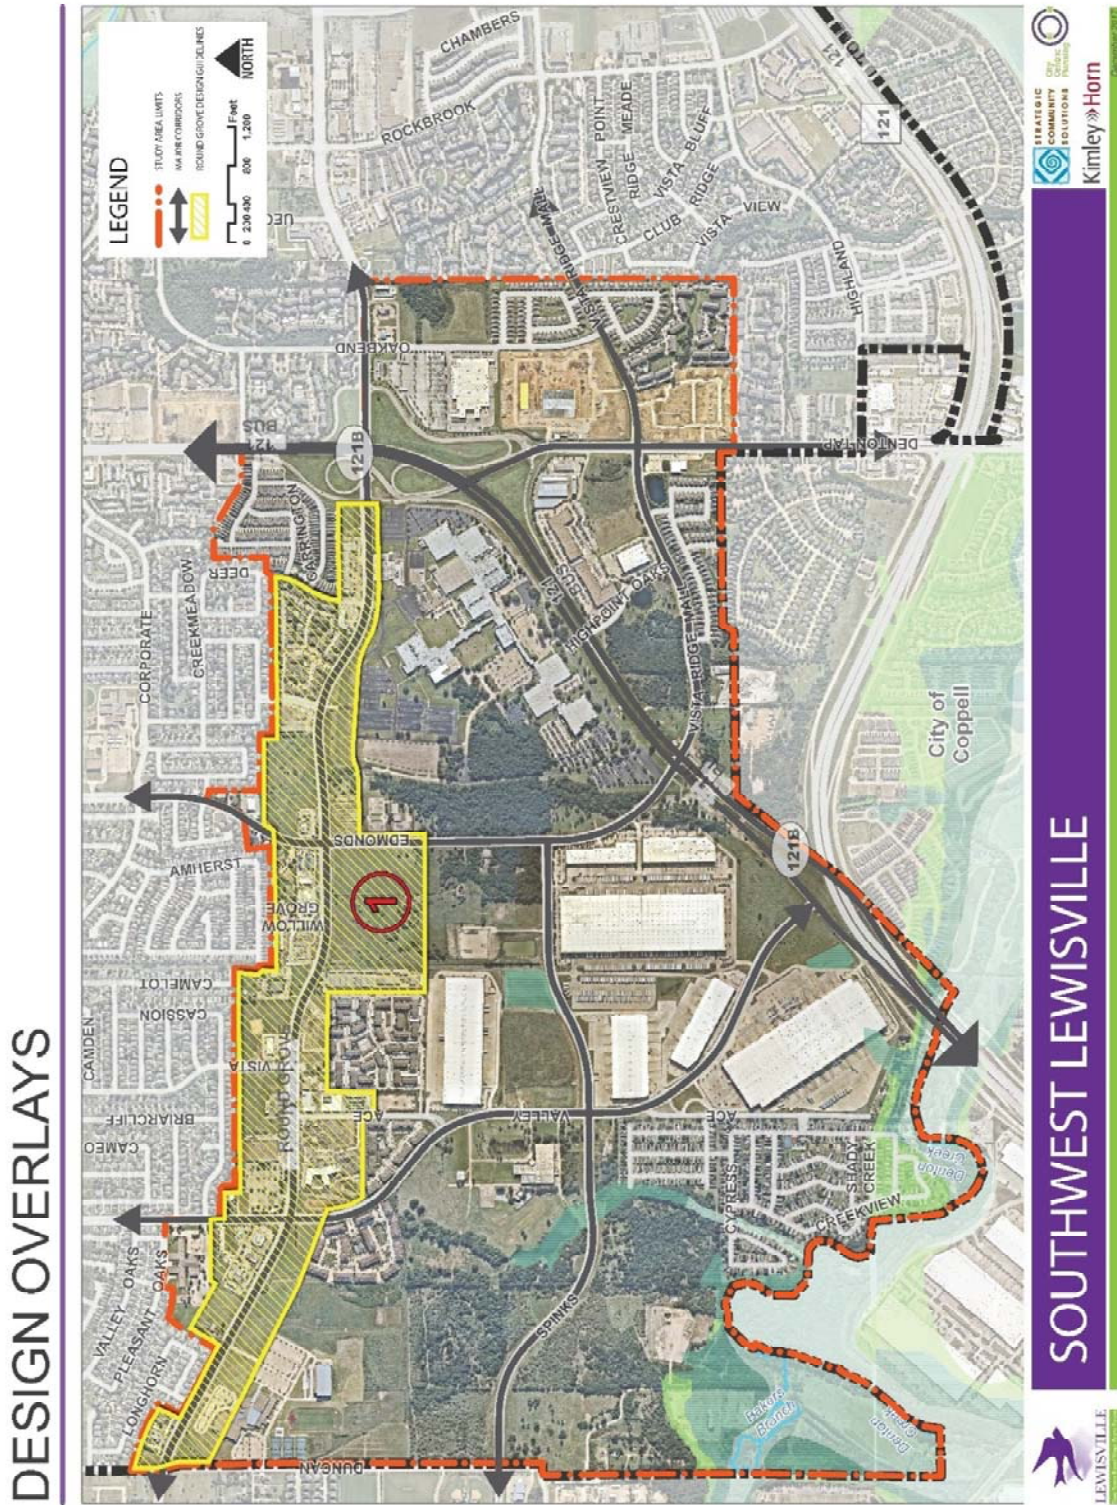 DESIGN OVERLAYS
LEGEND
STUDY AREA LIMITS
MAJOR CORRIDORS
ROUND GROVE DESIGN GUIDELINES
0 200 400 800 1,200
Feet
NORTH
CHAMBERS
ROCKBROOK
CORPORATE
CREEKMEADOW
DEER
CARRINGTON
121
BUS
121B
OAKBEND
AMHERST
EDMONDS
WILLOW
GROVE
CAMELOT
CASSION
CAMDEN
VISTA
BRIARCLIFF
CAMEO
ROUND GROVE
ACE
VALLEY OAKS
PLEASANT OAKS
LONGHORN
1
VISTA RIDGE MALL
CRESTVIEW POINT
RIDGE MEADE
VISTA BLUFF
CLUB RIDGE
VISTA VIEW
HIGHLAND
121
121
DENTON TAP
121
BUS
HIGHPOINT OAKS
VISTA RIDGE MALL
121B
VALLEY
ACE
SPINKS
DUNCAN
CYPRESS
SHADY
CREEK
CREEKVIEW
Denton
Creek
Bakers
Branch
Denton
Creek
City of
Coppell
LEWISVILLE
SOUTHWEST LEWISVILLE
STRATEGIC
COMMUNITY
SOLUTIONS
Kimley»Horn